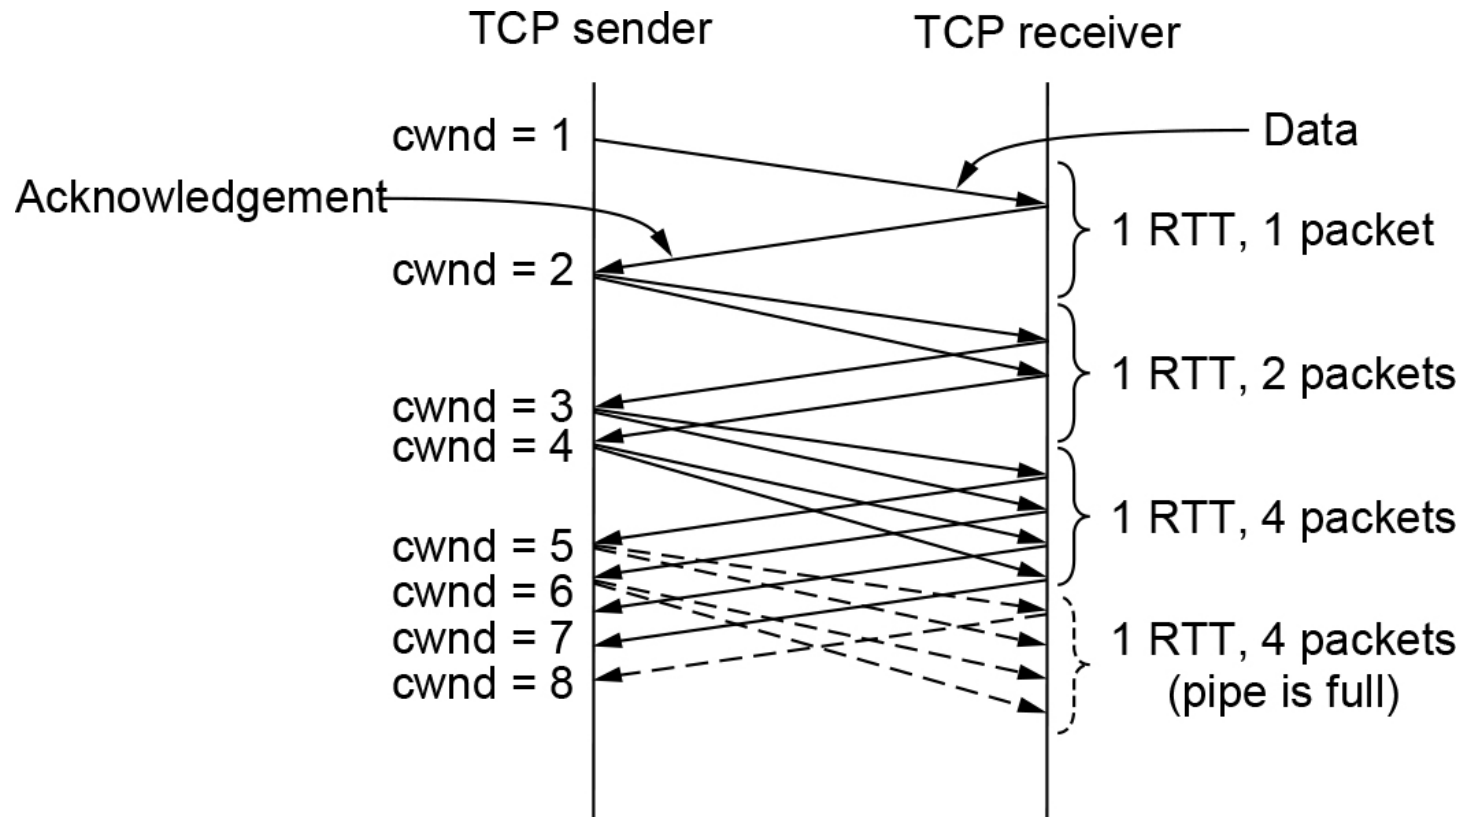 TCP sender
TCP receiver
cwnd = 1
Data
Acknowledgement
1 RTT, 1 packet
cwnd = 2
1 RTT, 2 packets
cwnd = 3
cwnd = 4
1 RTT, 4 packets
cwnd = 5
cwnd = 6
cwnd = 7
1 RTT, 4 packets
(pipe is full)
cwnd = 8